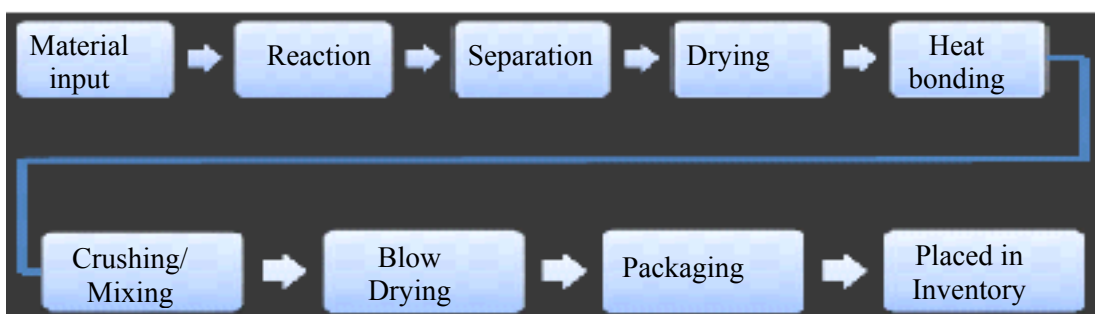 Material
input
Reaction
Separation
Drying
Heat
bonding
Crushing/
Mixing
Blow
Drying
Packaging
Placed in
Inventory